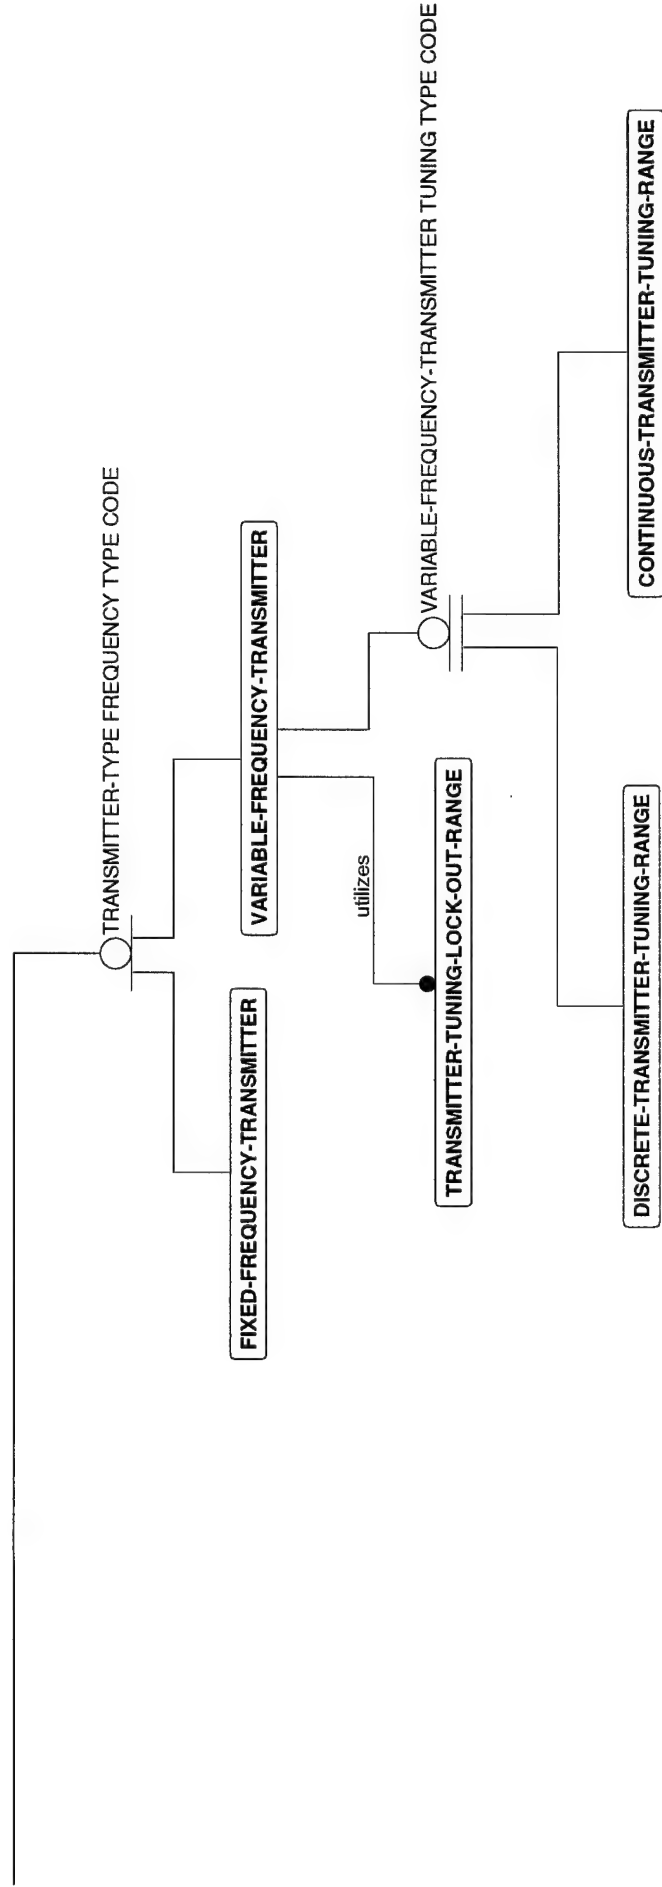 TRANSMITTER-TYPE FREQUENCY TYPE CODE
FIXED-FREQUENCY-TRANSMITTER
VARIABLE-FREQUENCY-TRANSMITTER
utilizes
VARIABLE-FREQUENCY-TRANSMITTER TUNING TYPE CODE
TRANSMITTER-TUNING-LOCK-OUT-RANGE
DISCRETE-TRANSMITTER-TUNING-RANGE
CONTINUOUS-TRANSMITTER-TUNING-RANGE